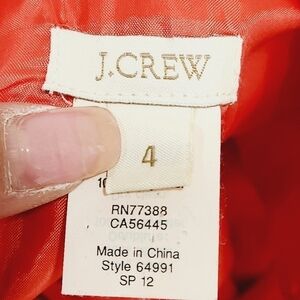 J.CREW
4
RN77388
CA56445
Made in China
Style 64991
SP 12